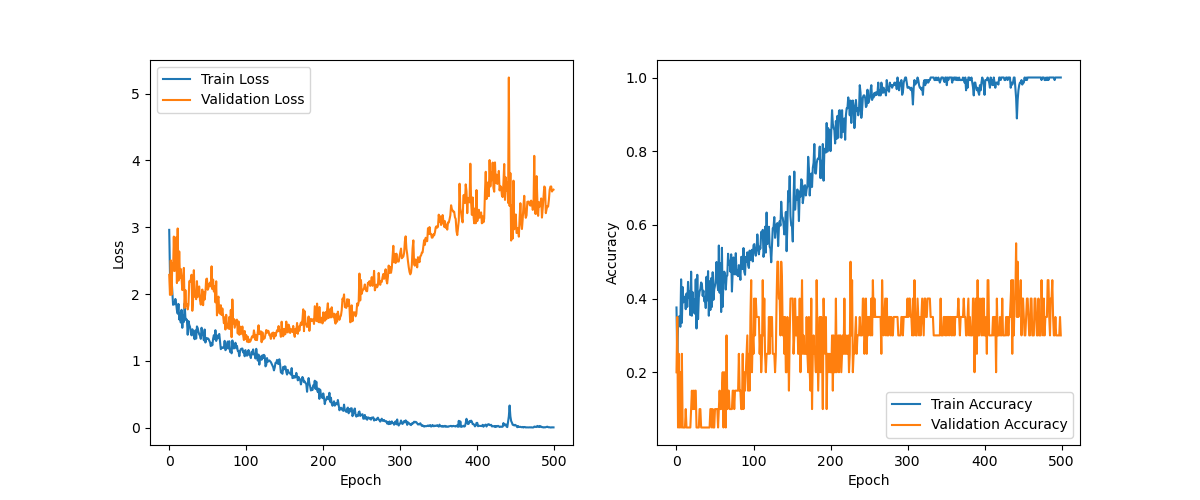 Train Loss
Validation Loss
5
4
3
2
1
0
Loss
0 100 200 300 400 500
Epoch
1.0
0.8
0.6
0.4
0.2
Accuracy
Train Accuracy
Validation Accuracy
0 100 200 300 400 500
Epoch